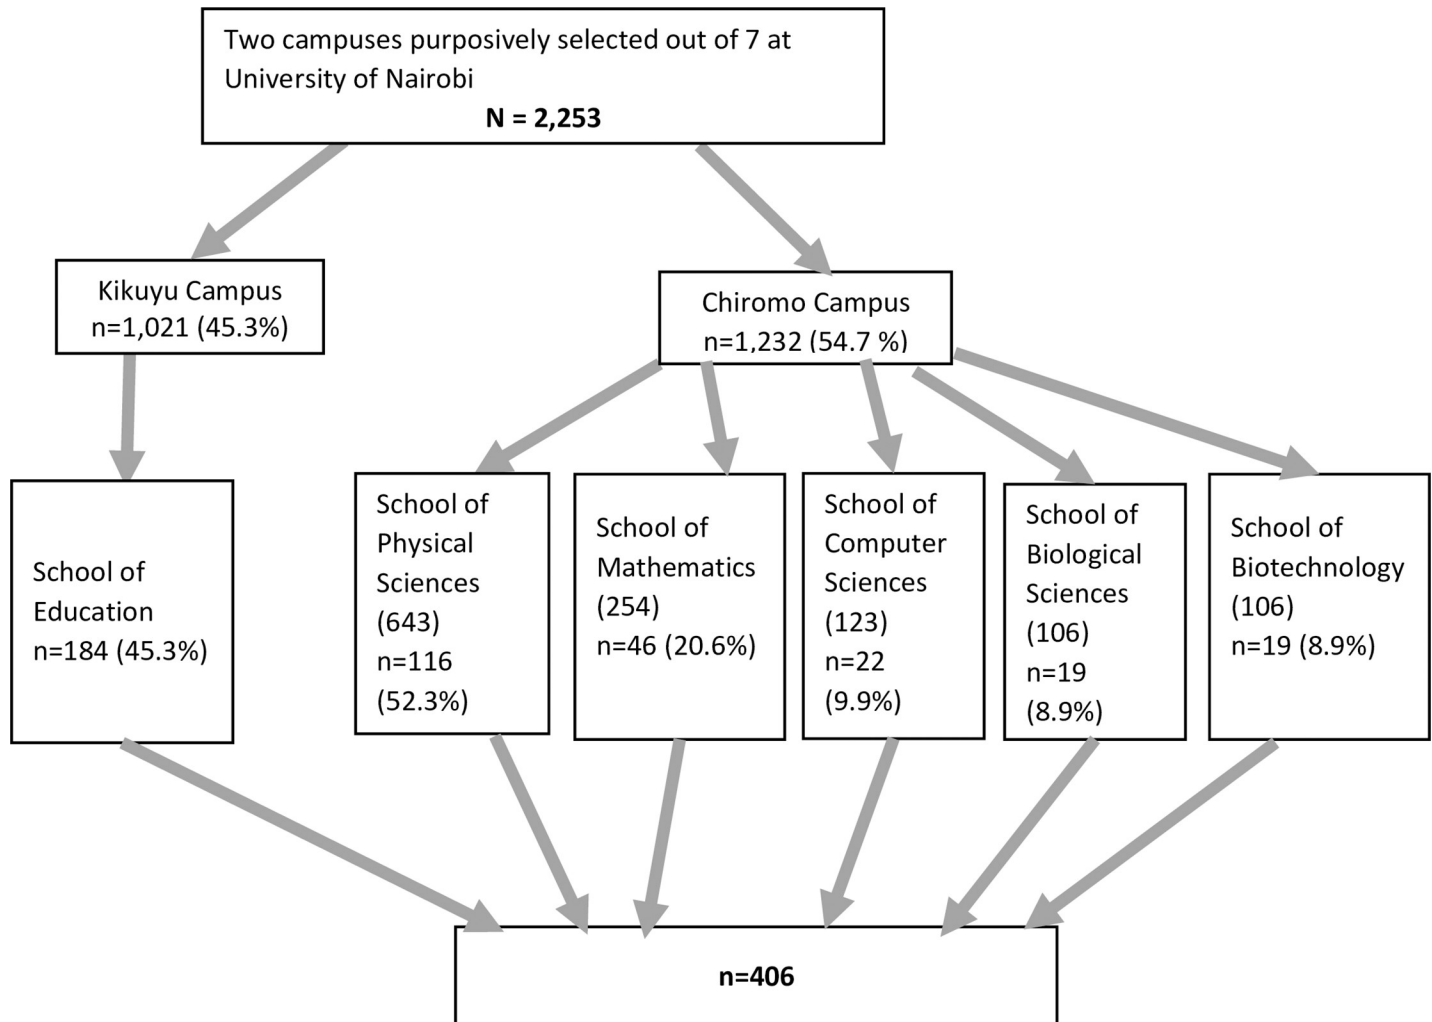 Two campuses purposively selected out of 7 at
University of Nairobi
N = 2,253
Kikuyu Campus
n=1,021 (45.3%)
Chiromo Campus
n=1,232 (54.7 %)
School of
Education
n=184 (45.3%)
School of
Physical
Sciences
(643)
n=116
(52.3%)
School of
Mathematics
(254)
n=46 (20.6%)
School of
Computer
Sciences
(123)
n=22
(9.9%)
School of
Biological
Sciences
(106)
n=19
(8.9%)
School of
Biotechnology
(106)
n=19 (8.9%)
n=406